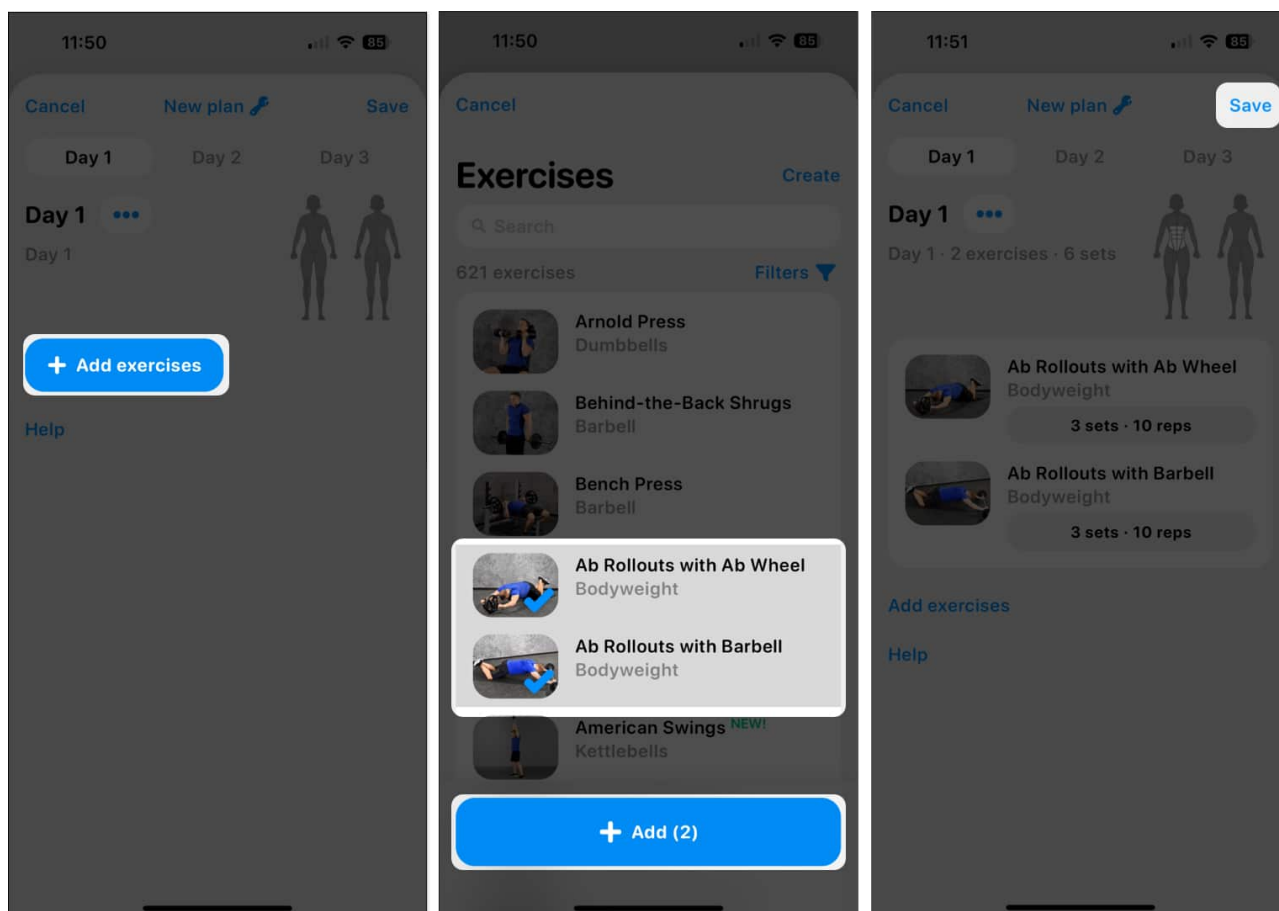 11:50
85
Cancel
New plan
Save
Day 1
Day 2
Day 3
Day 1
Day 1
+ Add exercises
Help
11:50
85
Cancel
Exercises
Create
Search
621 exercises
Filters
Arnold Press
Dumbbells
Behind-the-Back Shrugs
Barbell
Bench Press
Barbell
Ab Rollouts with Ab Wheel
Bodyweight
Ab Rollouts with Barbell
Bodyweight
American Swings NEW!
Kettlebells
+ Add (2)
11:51
85
Cancel
New plan
Save
Day 1
Day 2
Day 3
Day 1
Day 1 · 2 exercises · 6 sets
Ab Rollouts with Ab Wheel
Bodyweight
3 sets · 10 reps
Ab Rollouts with Barbell
Bodyweight
3 sets · 10 reps
Add exercises
Help